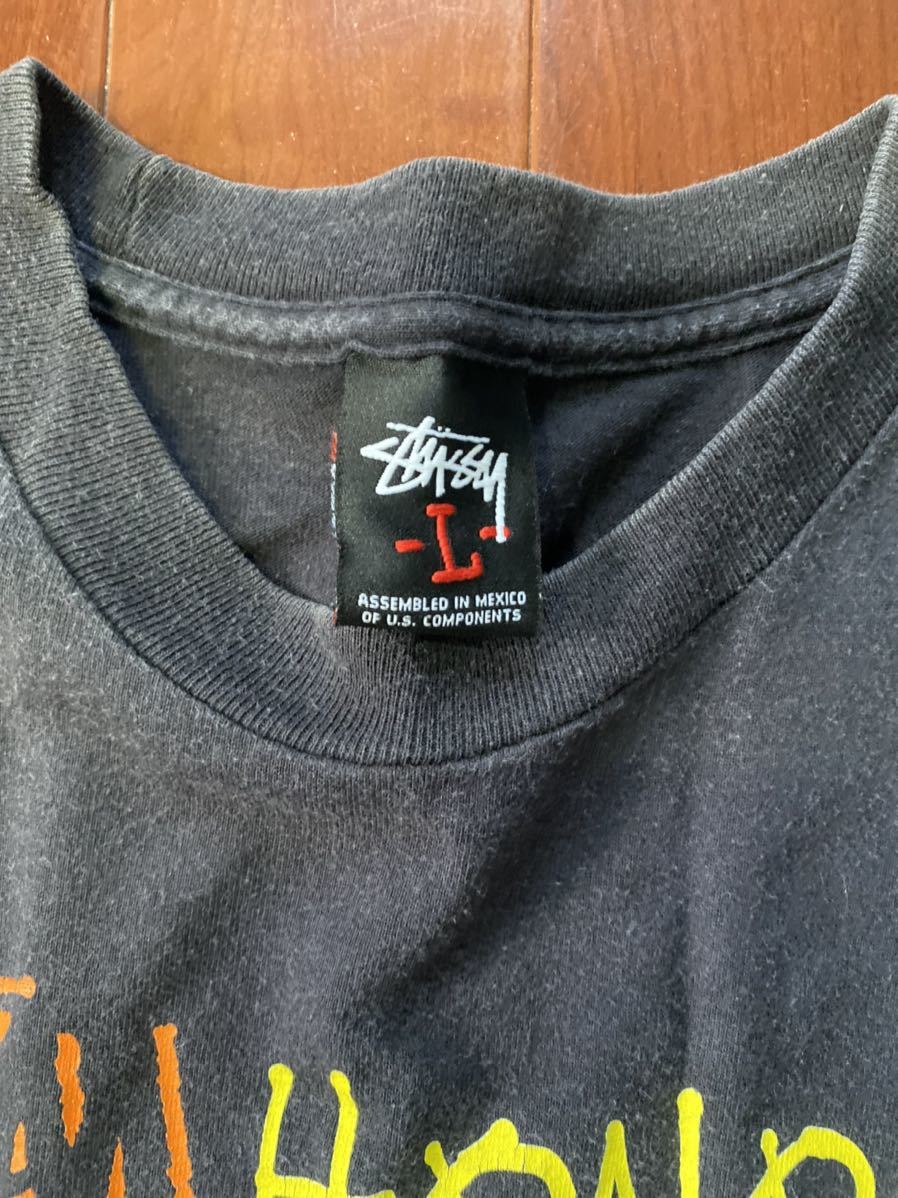 STÜSSY
-L-
ASSEMBLED IN MEXICO
OF U.S. COMPONENTS